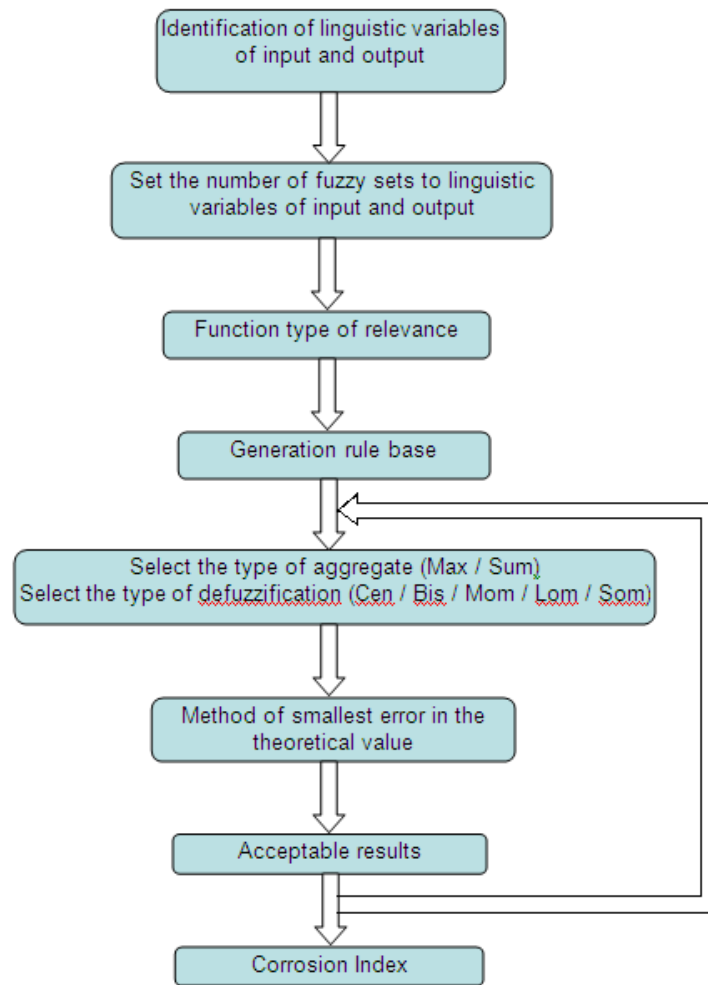 Identification of linguistic variables
of input and output
Set the number of fuzzy sets to linguistic
variables of input and output
Function type of relevance
Generation rule base
Select the type of aggregate (Max / Sum)
Select the type of defuzzification (Cen / Bis / Mom / Lom / Som)
Method of smallest error in the
theoretical value
Acceptable results
Corrosion Index